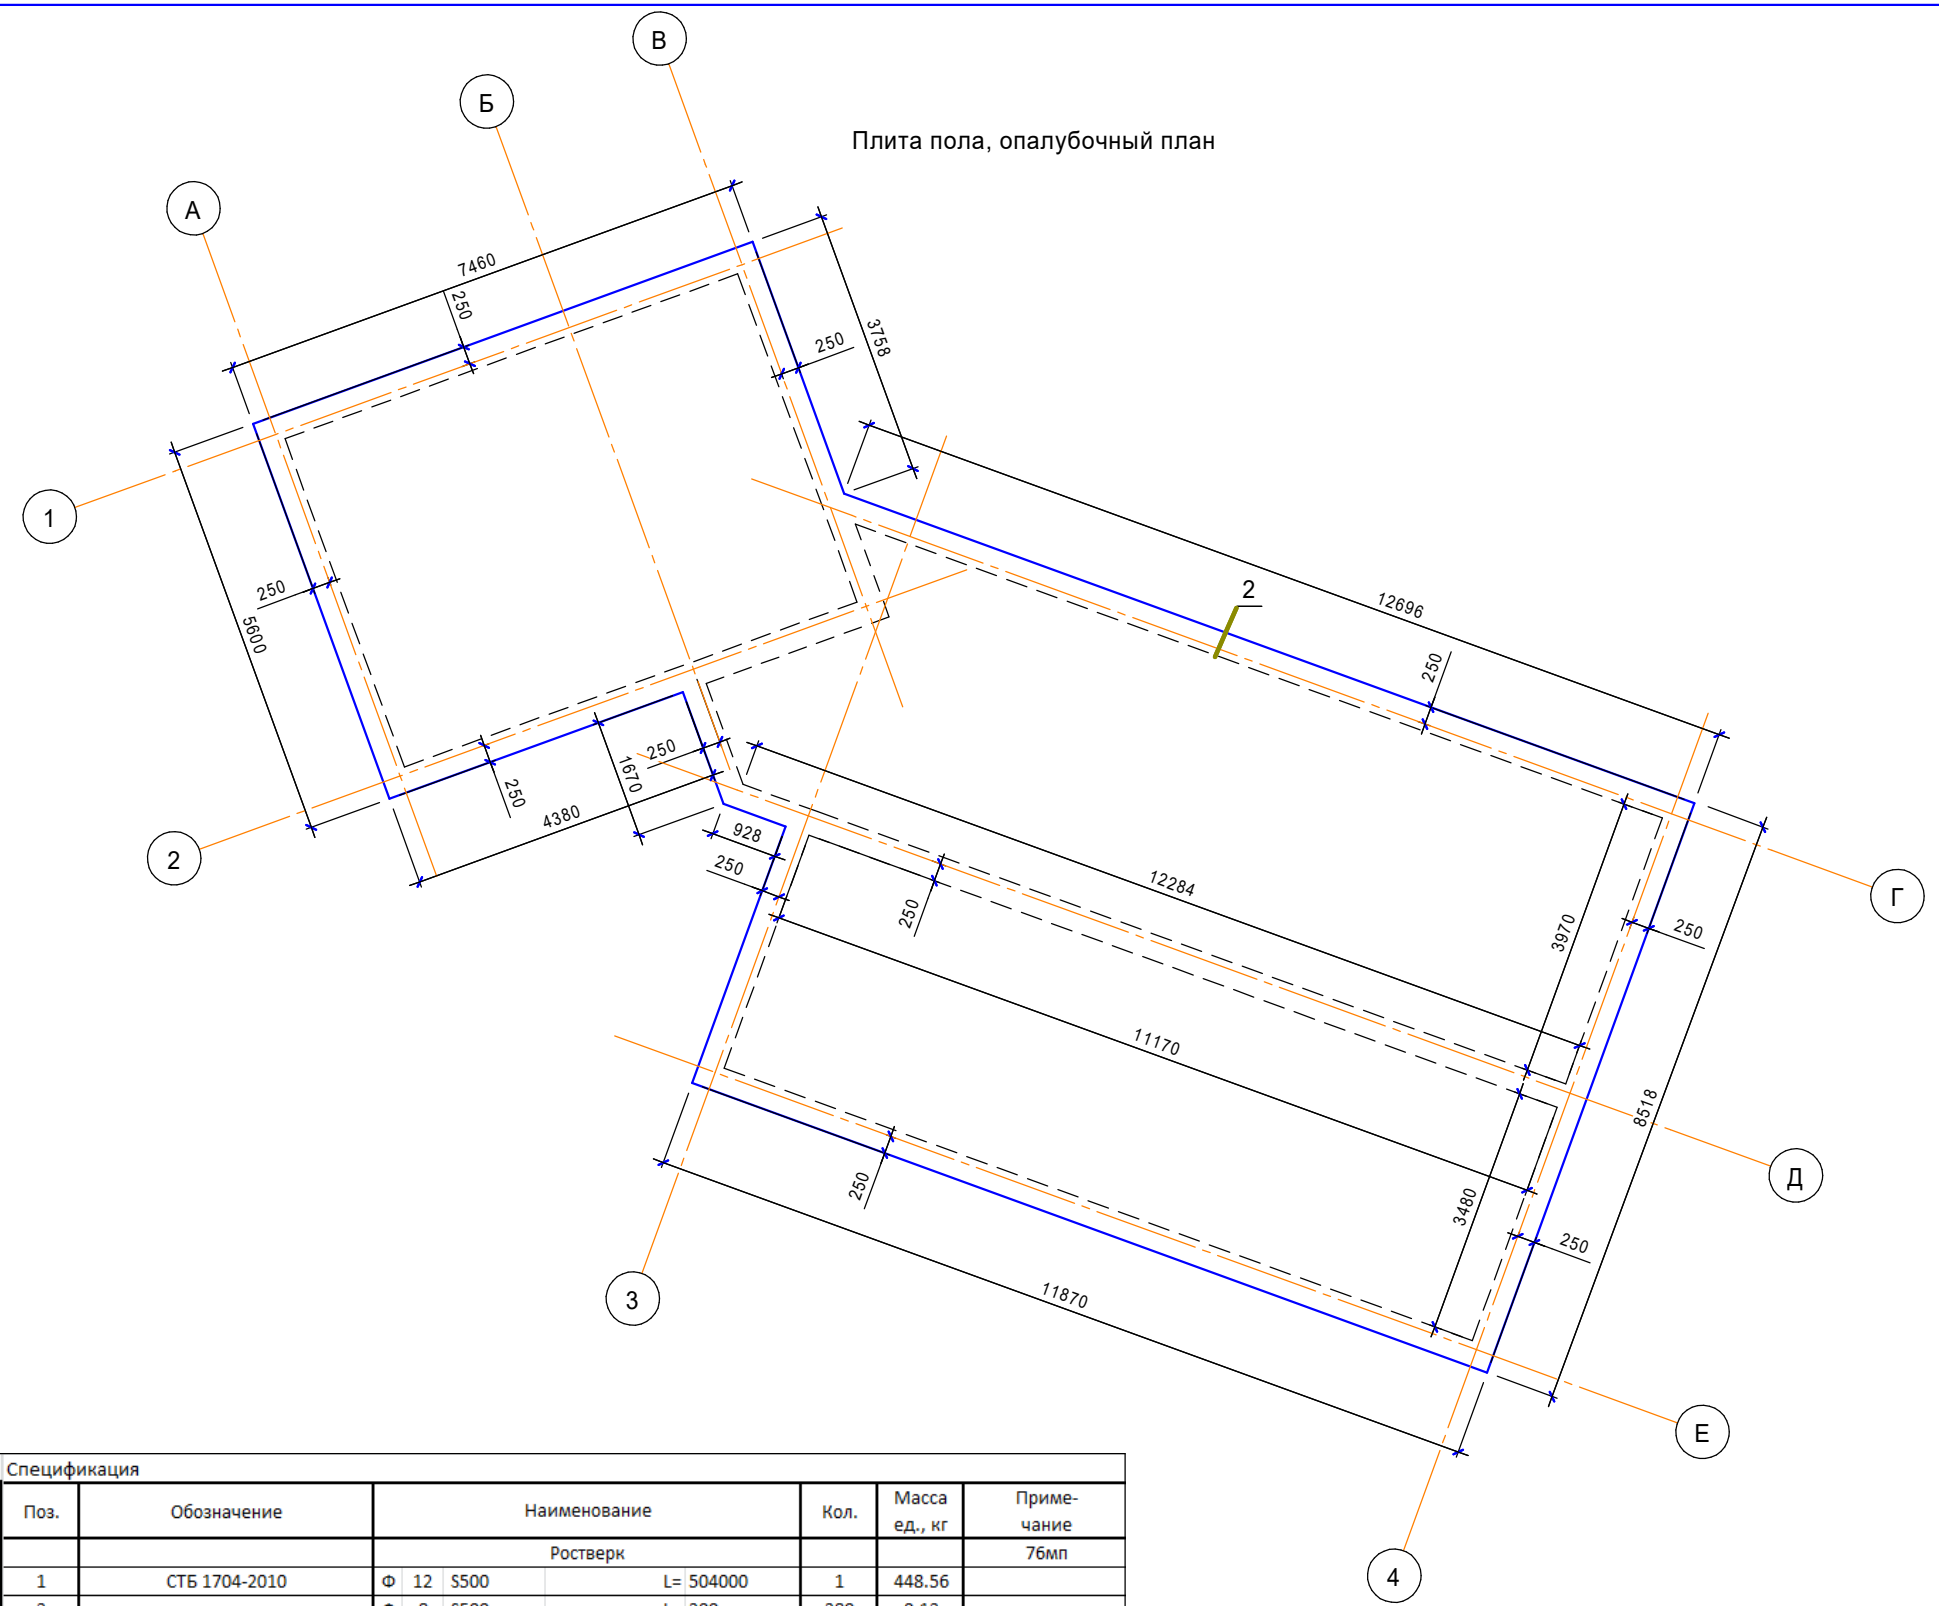 В
Б
Плита пола, опалубочный план
А
7460
250
3758
250
1
250
5600
2
12696
250
250
1670
250
4380
2
928
250
12284
250
3970
250
Г
11170
8518
250
3480
250
Д
3
11870
Е
4
Спецификация
Поз. Обозначение Наименование Кол. Масса ед., кг Приме- чание
Ростверк 76мп
1 СТБ 1704-2010 Ф 12 S500 L= 504000 1 448.56